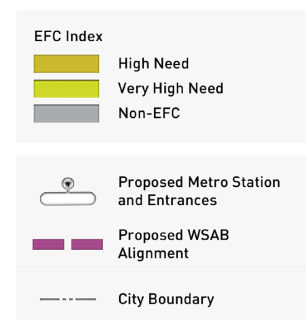 EFC Index
High Need
Very High Need
Non-EFC
Proposed Metro Station
and Entrances
Proposed WSAB
Alignment
City Boundary